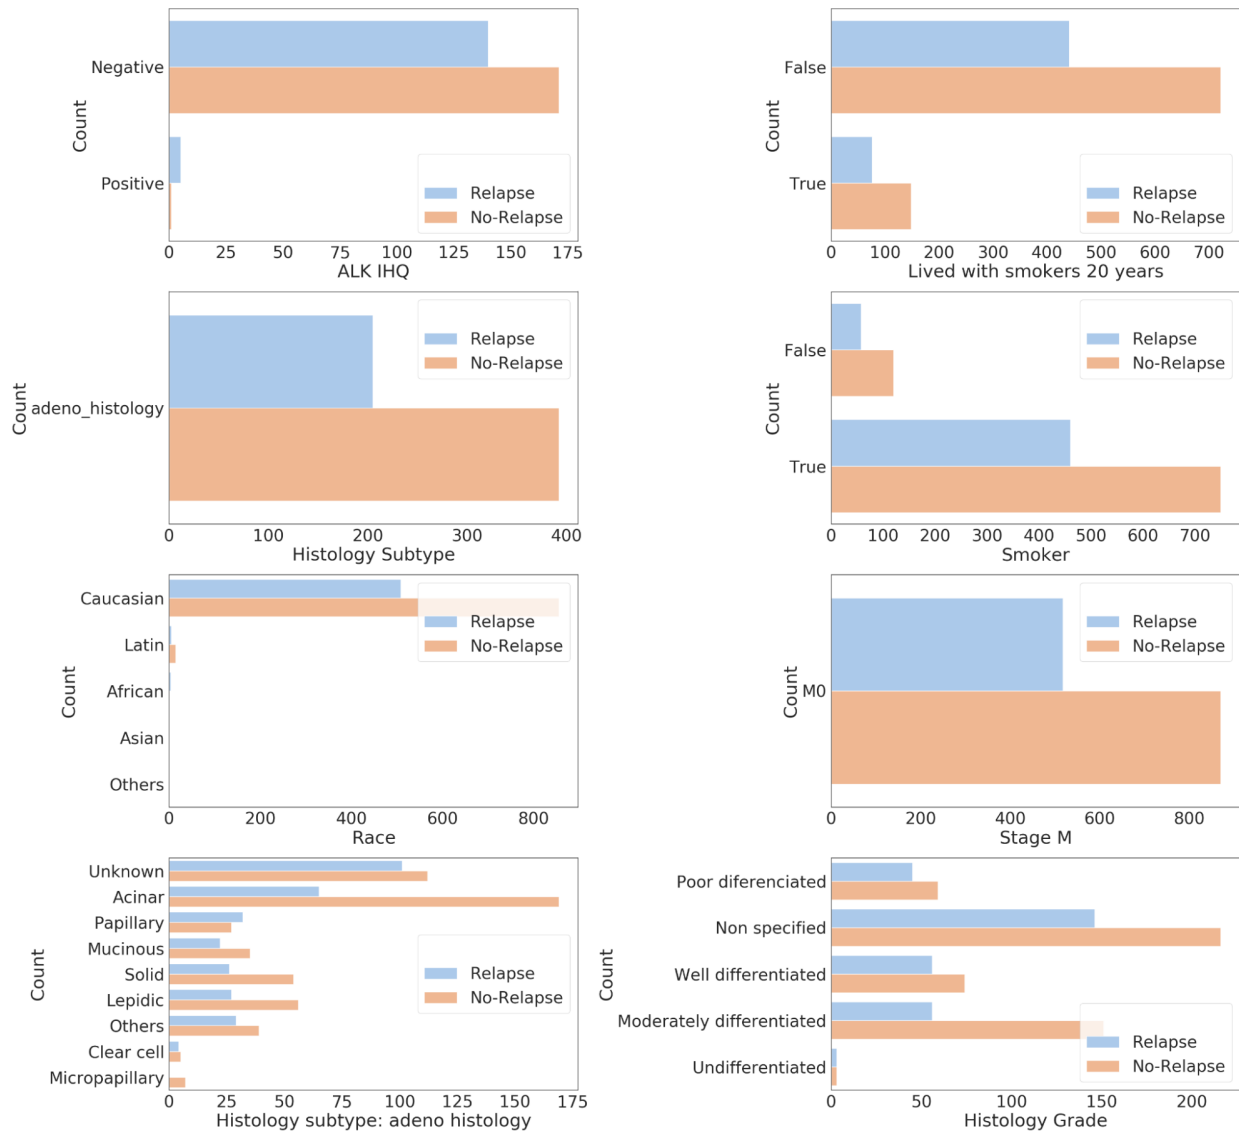 Negative
Positive
Count
Relapse
No-Relapse
0 25 50 75 100 125 150 175
ALK IHQ
False
True
Count
Relapse
No-Relapse
0 100 200 300 400 500 600 700
Lived with smokers 20 years
adeno_histology
Count
Relapse
No-Relapse
0 100 200 300 400
Histology Subtype
False
True
Count
Relapse
No-Relapse
0 100 200 300 400 500 600 700
Smoker
Caucasian
Latin
African
Asian
Others
Count
Relapse
No-Relapse
0 200 400 600 800
Race
M0
Count
Relapse
No-Relapse
0 200 400 600 800
Stage M
Unknown
Acinar
Papillary
Mucinous
Solid
Lepidic
Others
Clear cell
Micropapillary
Count
Relapse
No-Relapse
0 25 50 75 100 125 150 175
Histology subtype: adeno histology
Poor diferenciated
Non specified
Well differentiated
Moderately differentiated
Undifferentiated
Count
Relapse
No-Relapse
0 50 100 150 200
Histology Grade